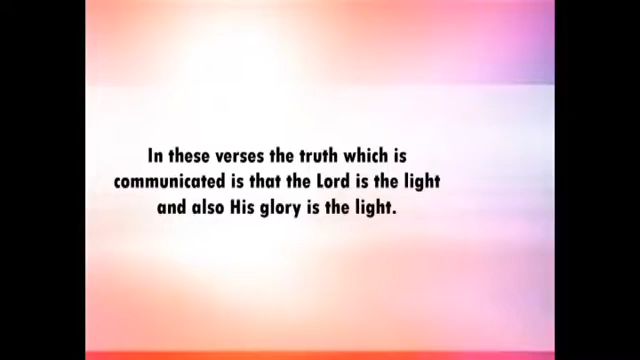 In these verses the truth which is
communicated is that the Lord is the light
and also His glory is the light.